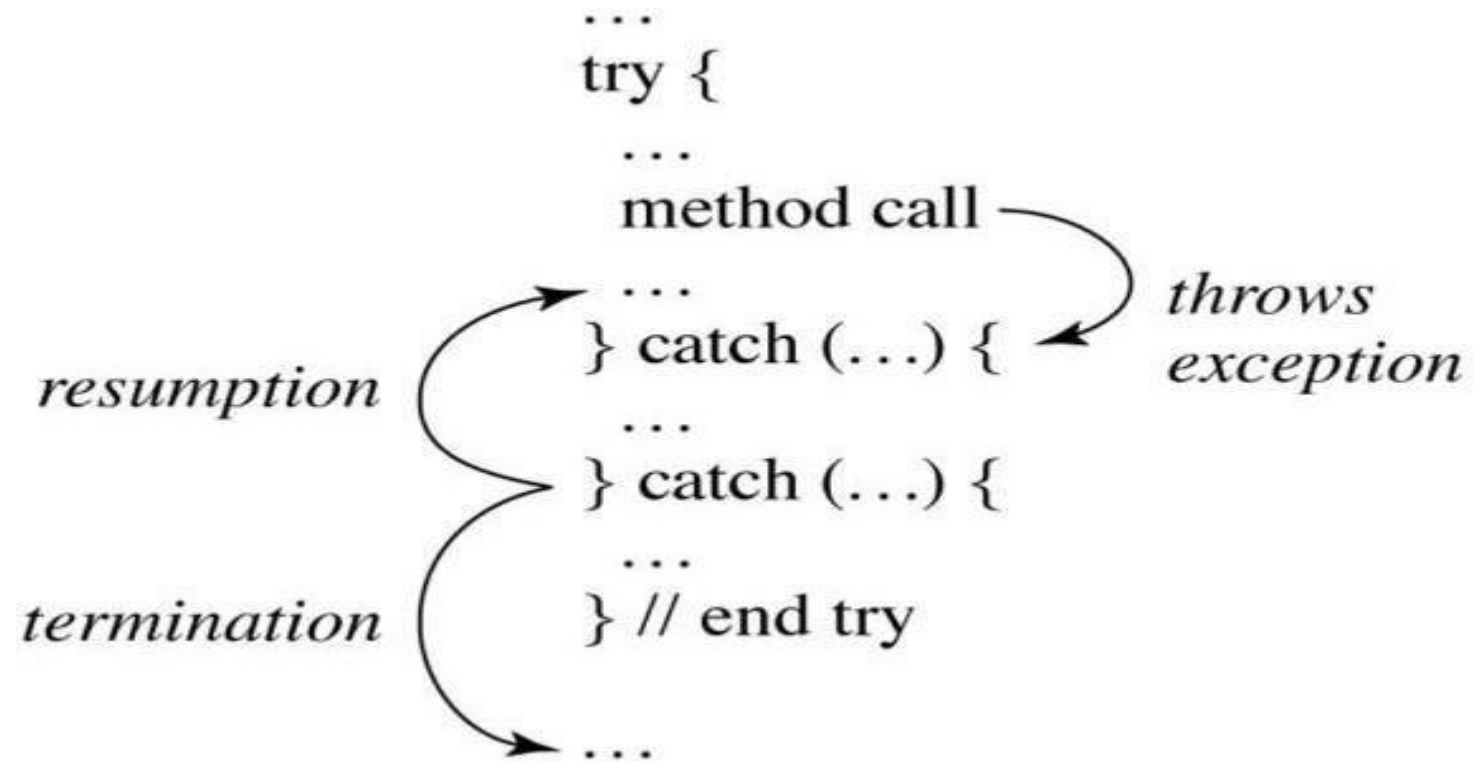 ...
try {
...
method call
...
} catch (...) {
...
} catch (...) {
...
} // end try
...
throws
exception
resumption
termination